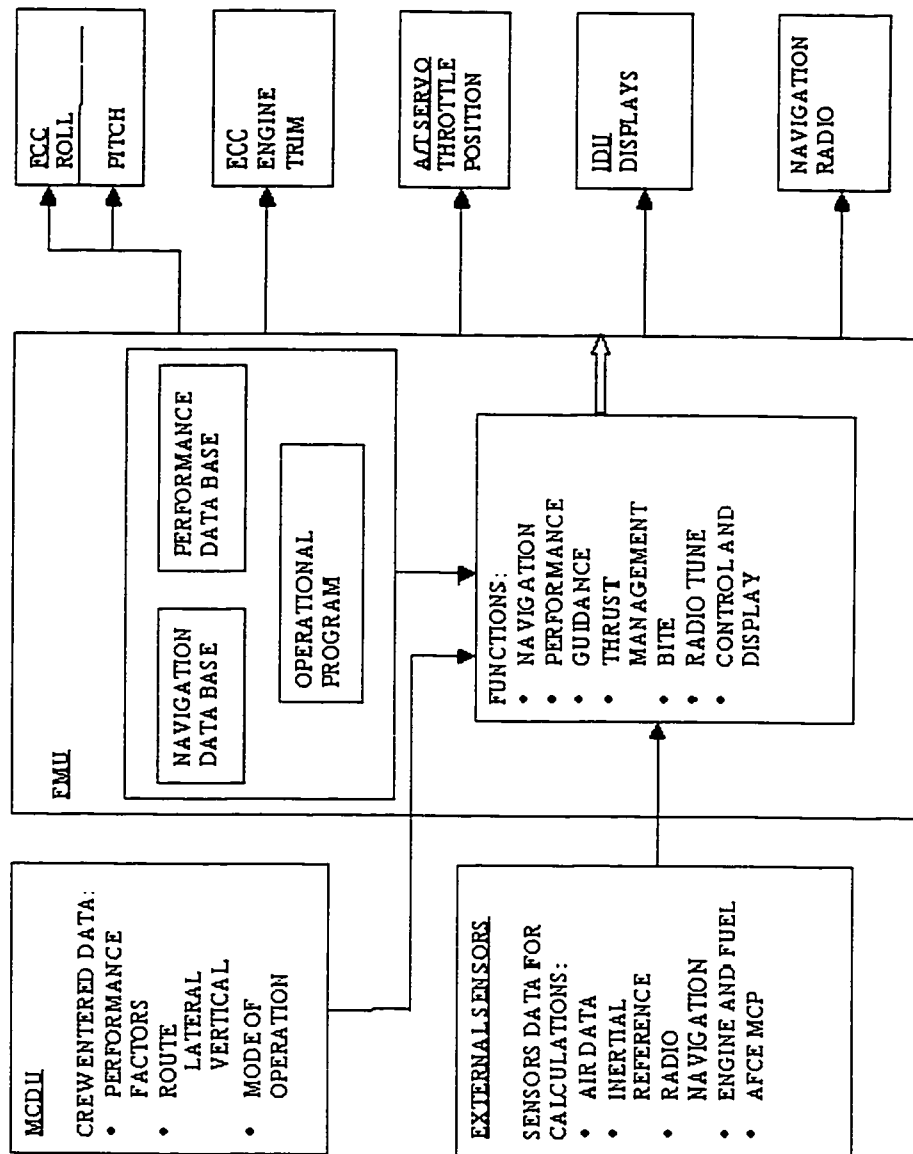 MCDU
CREW ENTERED DATA:
• PERFORMANCE
FACTORS
• ROUTE
LATERAL
VERTICAL
• MODE OF
OPERATION
EXTERNAL SENSORS
SENSORS DATA FOR
CALCULATIONS:
• AIR DATA
• INERTIAL
REFERENCE
• RADIO
NAVIGATION
• ENGINE AND FUEL
• AFCE MCP
FMU
NAVIGATION
DATA BASE
PERFORMANCE
DATA BASE
OPERATIONAL
PROGRAM
FUNCTIONS:
• NAVIGATION
• PERFORMANCE
• GUIDANCE
• THRUST
MANAGEMENT
• BITE
• RADIO TUNE
• CONTROL AND
DISPLAY
FCC
ROLL
PITCH
ECC
ENGINE
TRIM
A/T SERVO
THROTTLE
POSITION
IDU
DISPLAYS
NAVIGATION
RADIO